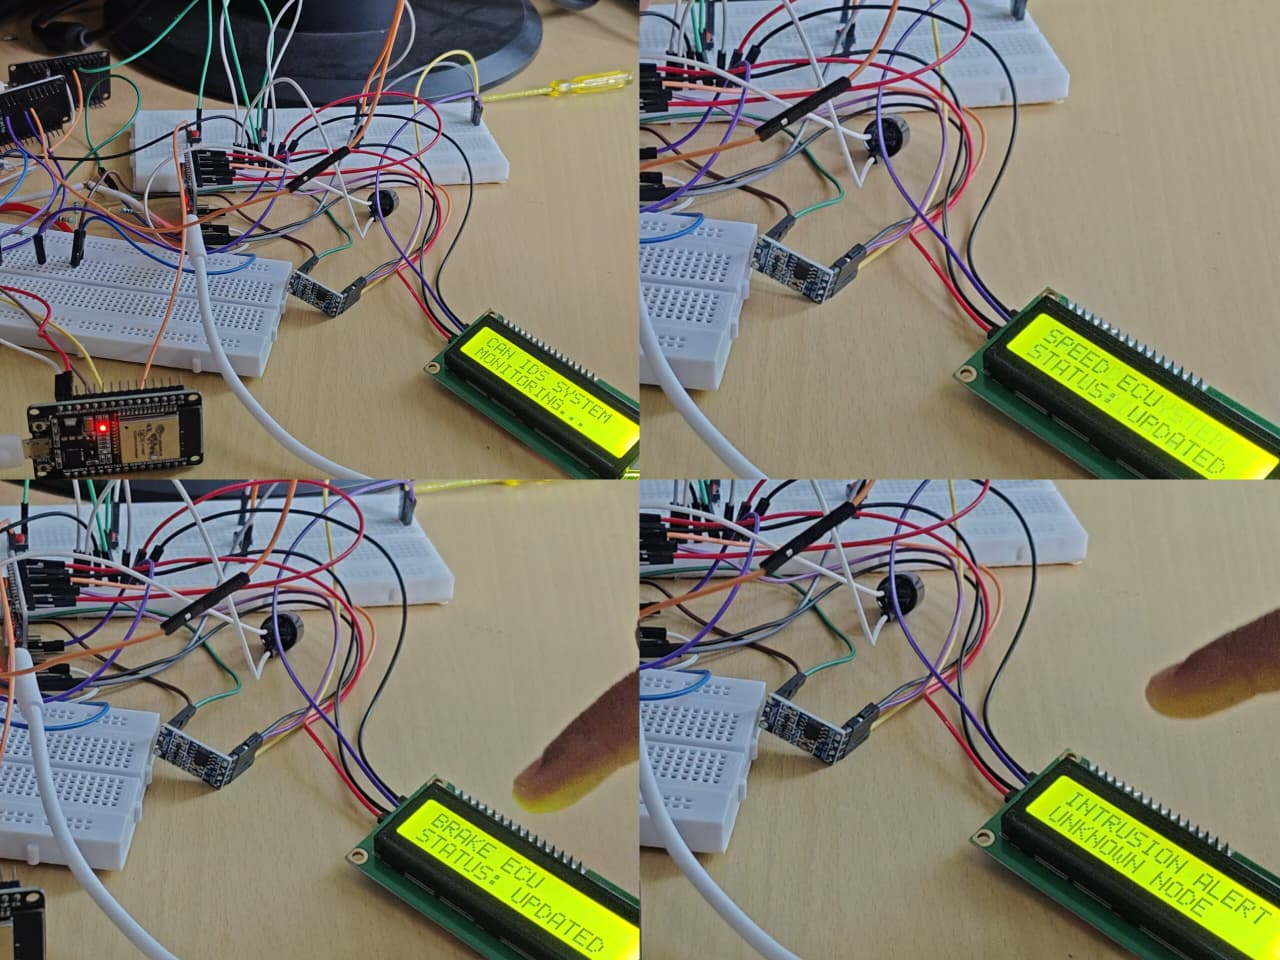 CAN IDS SYSTEM
MONITORING...
SPEED ECU
STATUS: UPDATED
BRAKE ECU
STATUS: UPDATED
INTRUSION ALERT
UNKNOWN NODE